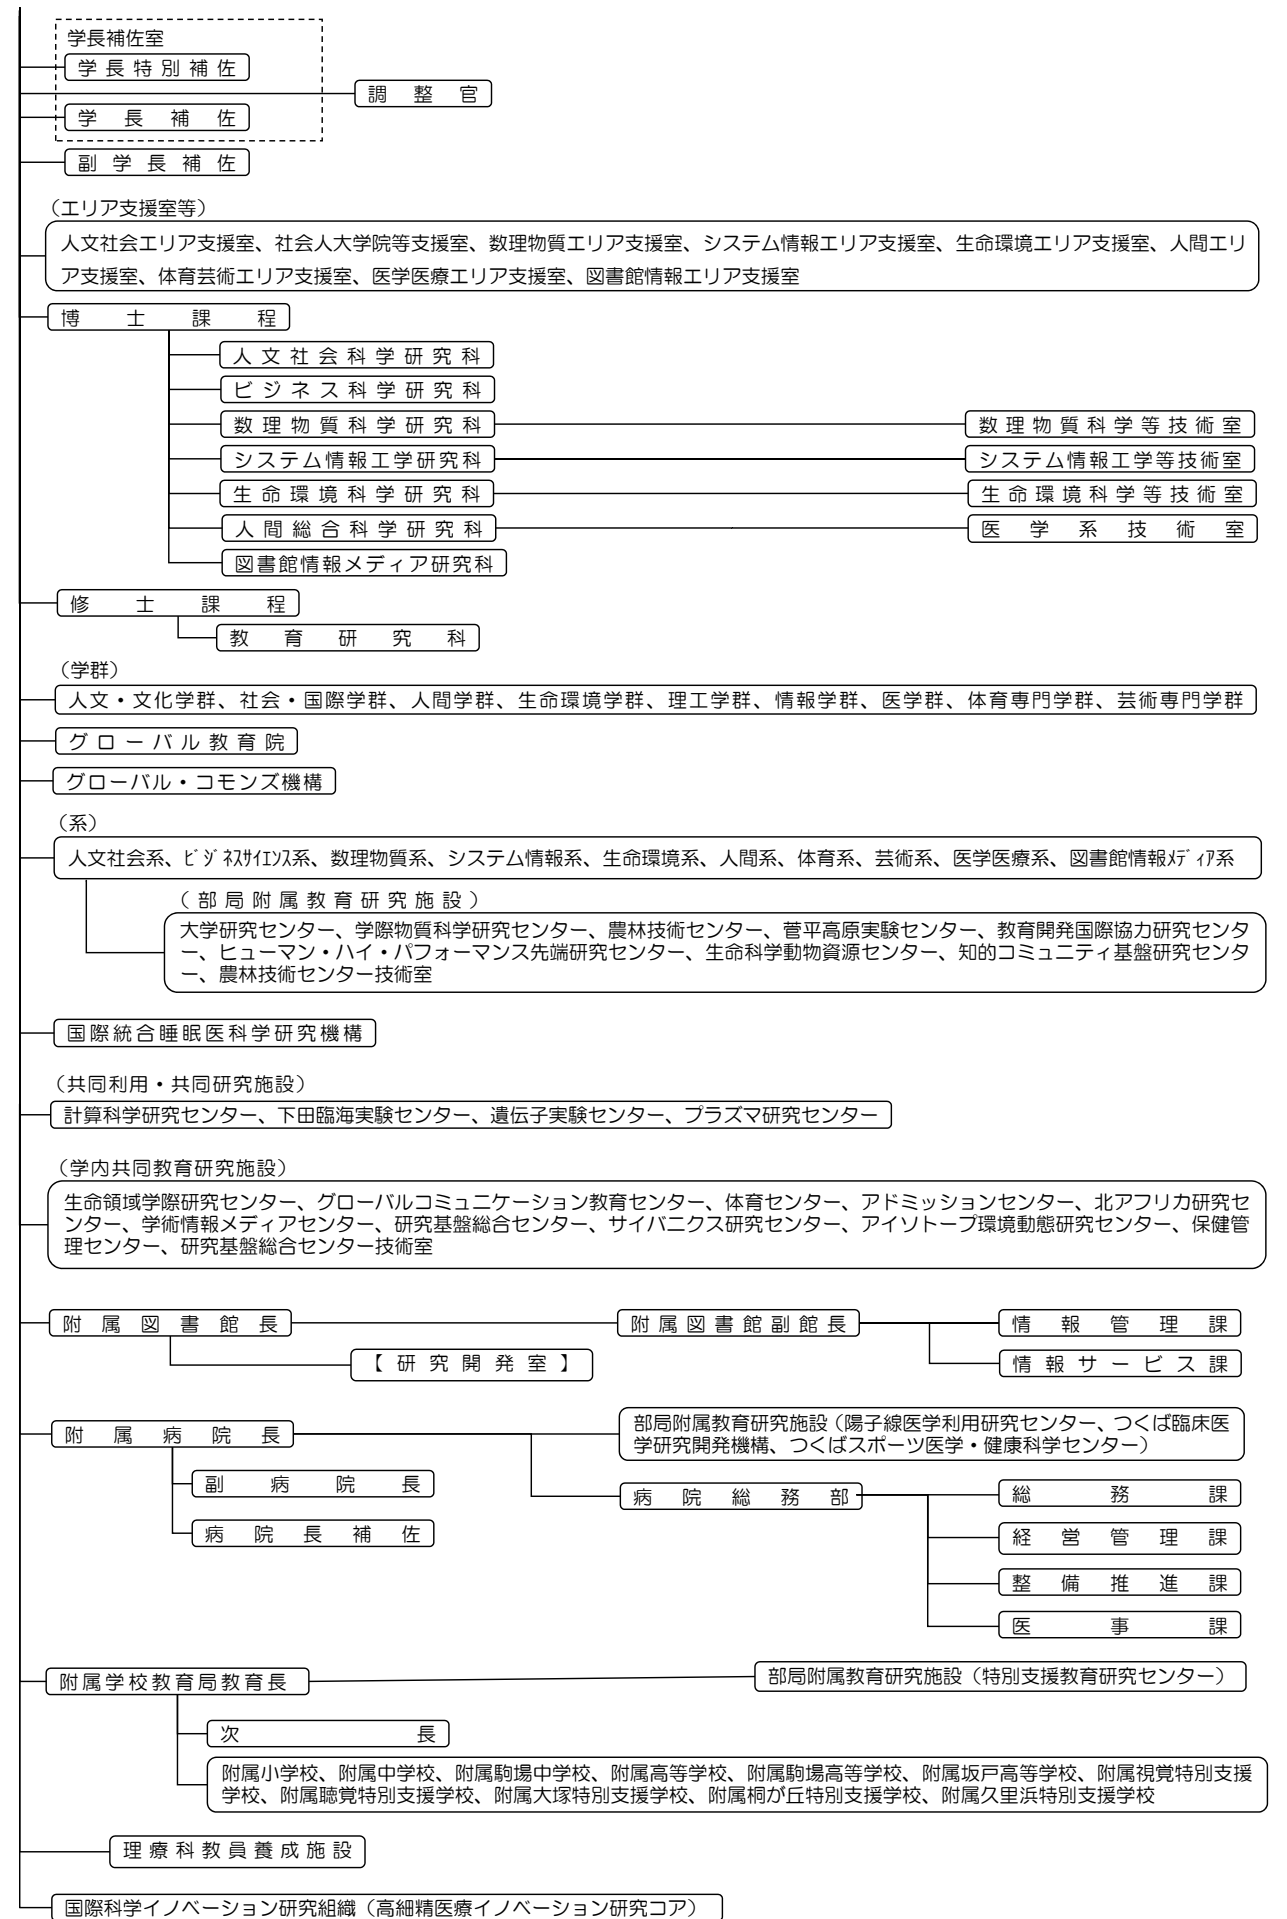 学長補佐室
学長特別補佐
調整官
学長補佐
副学長補佐
（エリア支援室等）
人文社会エリア支援室、社会人大学院等支援室、数理物質エリア支援室、システム情報エリア支援室、生命環境エリア支援室、人間エリ
ア支援室、体育芸術エリア支援室、医学医療エリア支援室、図書館情報エリア支援室
博士課程
人文社会科学研究科
ビジネス科学研究科
数理物質科学研究科
数理物質科学等技術室
システム情報工学研究科
システム情報工学等技術室
生命環境科学研究科
生命環境科学等技術室
人間総合科学研究科
医学系技術室
図書館情報メディア研究科
修士課程
教育研究科
（学群）
人文・文化学群、社会・国際学群、人間学群、生命環境学群、理工学群、情報学群、医学群、体育専門学群、芸術専門学群
グローバル教育院
グローバル・コモンズ機構
（系）
人文社会系、ﾋﾞｼﾞﾈｽｻｲｴﾝｽ系、数理物質系、システム情報系、生命環境系、人間系、体育系、芸術系、医学医療系、図書館情報ﾒﾃﾞｨｱ系
（部局附属教育研究施設）
大学研究センター、学際物質科学研究センター、農林技術センター、菅平高原実験センター、教育開発国際協力研究センタ
ー、ヒューマン・ハイ・パフォーマンス先端研究センター、生命科学動物資源センター、知的コミュニティ基盤研究センタ
ー、農林技術センター技術室
国際統合睡眠医科学研究機構
（共同利用・共同研究施設）
計算科学研究センター、下田臨海実験センター、遺伝子実験センター、プラズマ研究センター
（学内共同教育研究施設）
生命領域学際研究センター、グローバルコミュニケーション教育センター、体育センター、アドミッションセンター、北アフリカ研究セ
ンター、学術情報メディアセンター、研究基盤総合センター、サイバニクス研究センター、アイソトープ環境動態研究センター、保健管
理センター、研究基盤総合センター技術室
附属図書館長
附属図書館副館長
情報管理課
【研究開発室】
情報サービス課
附属病院長
部局附属教育研究施設（陽子線医学利用研究センター、つくば臨床医
学研究開発機構、つくばスポーツ医学・健康科学センター）
副病院長
病院総務部
総務課
病院長補佐
経営管理課
整備推進課
医事課
附属学校教育局教育長
部局附属教育研究施設（特別支援教育研究センター）
次長
附属小学校、附属中学校、附属駒場中学校、附属高等学校、附属駒場高等学校、附属坂戸高等学校、附属視覚特別支援
学校、附属聴覚特別支援学校、附属大塚特別支援学校、附属桐が丘特別支援学校、附属久里浜特別支援学校
理療科教員養成施設
国際科学イノベーション研究組織（高細精医療イノベーション研究コア）